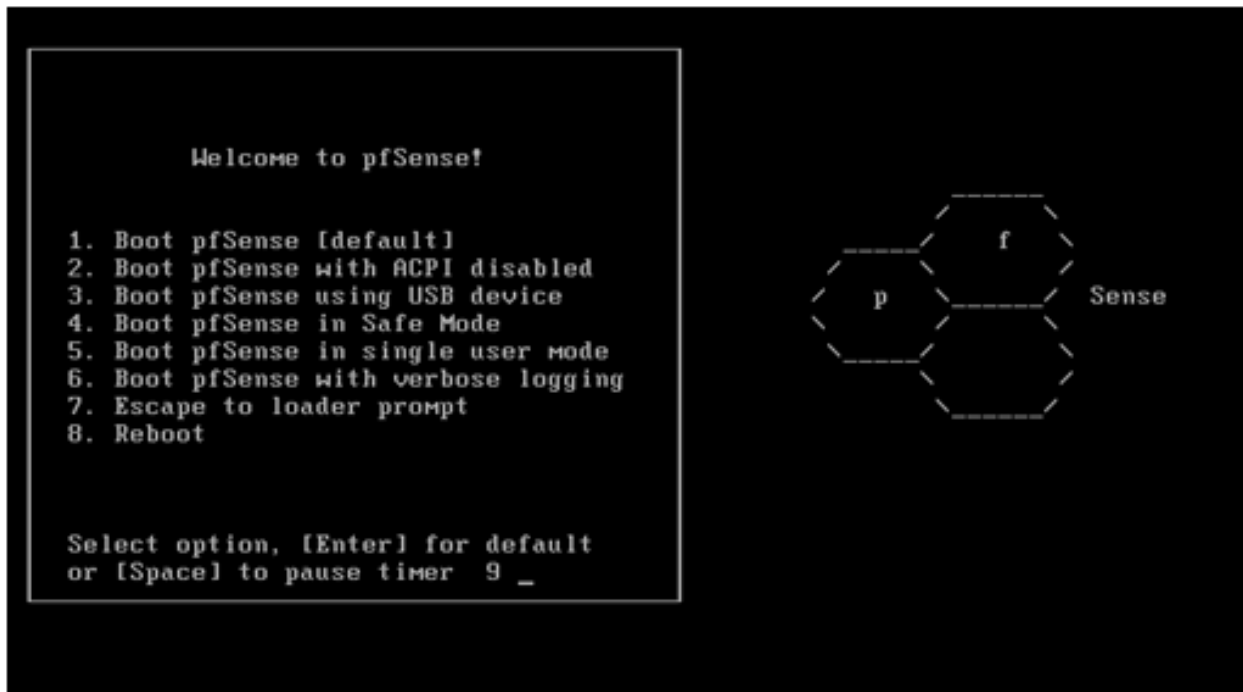 Welcome to pfSense!
1. Boot pfSense [default]
2. Boot pfSense with ACPI disabled
3. Boot pfSense using USB device
4. Boot pfSense in Safe Mode
5. Boot pfSense in single user mode
6. Boot pfSense with verbose logging
7. Escape to loader prompt
8. Reboot
Select option, [Enter] for default
or [Space] to pause timer 9 _
f
p
Sense